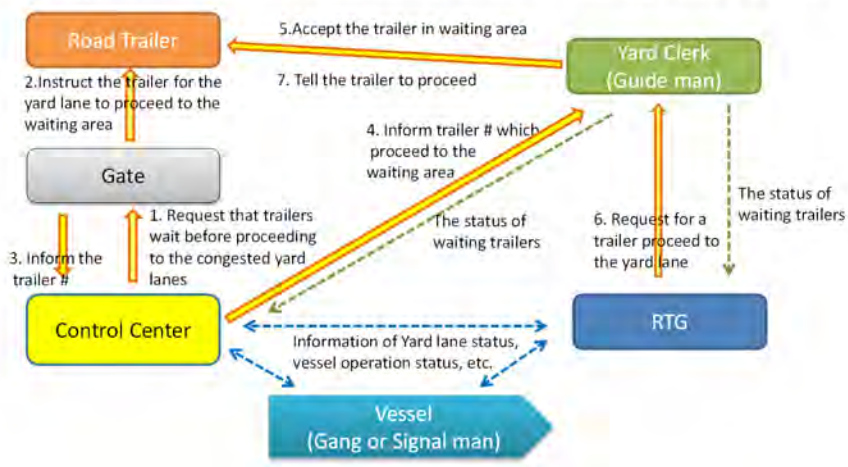 Road Trailer
5.Accept the trailer in waiting area
7. Tell the trailer to proceed
Yard Clerk
(Guide man)
2.Instruct the trailer for the
yard lane to proceed to the
waiting area
4. Inform trailer # which
proceed to the
waiting area
Gate
The status of
waiting trailers
1. Request that trailers
wait before proceeding
to the congested yard
lanes
The status of
waiting trailers
6. Request for a
trailer proceed to
the yard lane
3. Inform the
trailer #
Control Center
Information of Yard lane status,
vessel operation status, etc.
RTG
Vessel
(Gang or Signal man)